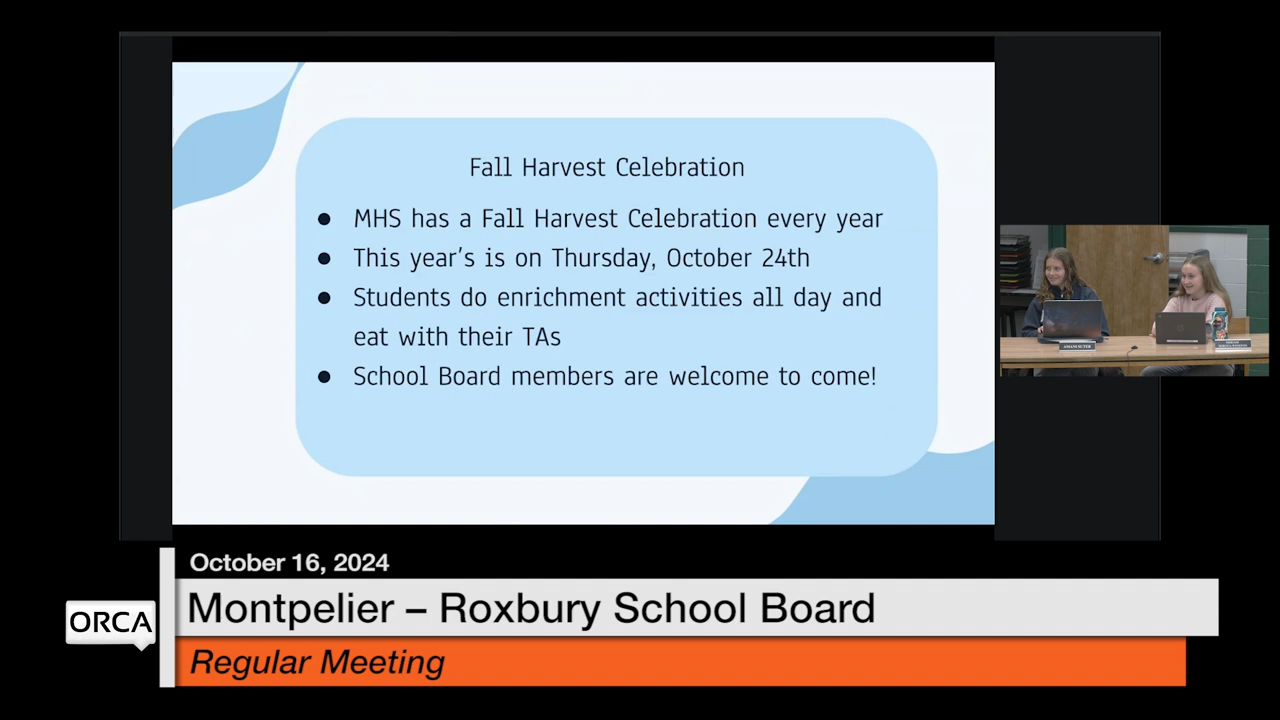 Fall Harvest Celebration
● MHS has a Fall Harvest Celebration every year
● This year's is on Thursday, October 24th
● Students do enrichment activities all day and
eat with their TAs
● School Board members are welcome to come!
October 16, 2024
Montpelier – Roxbury School Board
ORCA
Regular Meeting